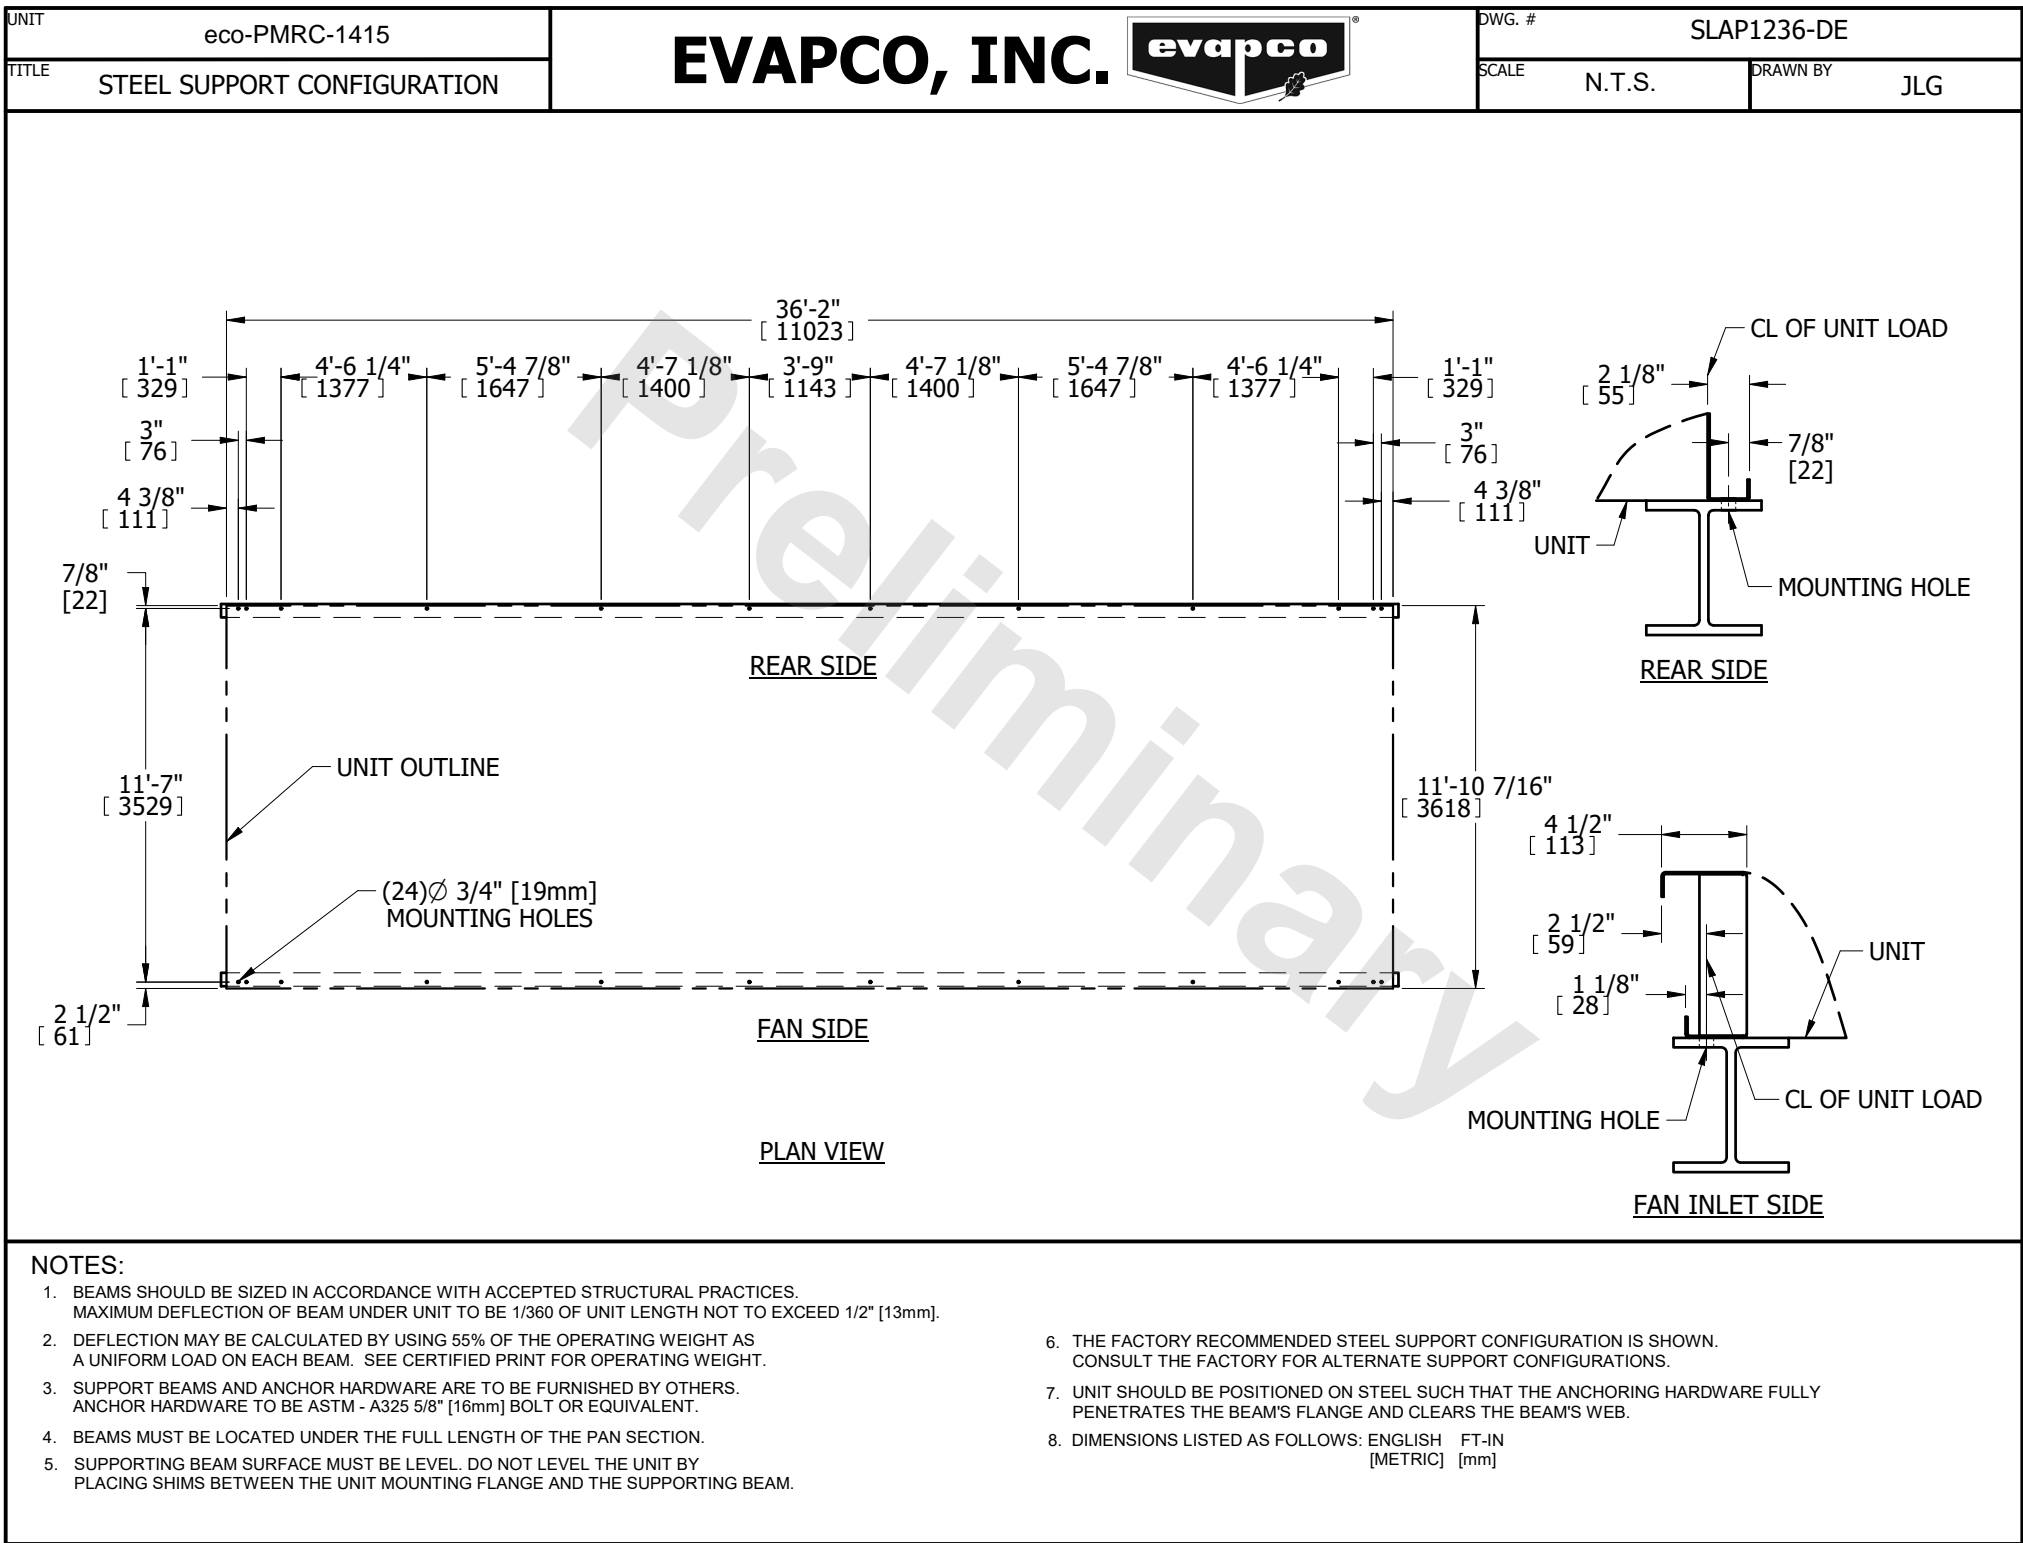 UNIT
eco-PMRC-1415
TITLE
STEEL SUPPORT CONFIGURATION
EVAPCO, INC.
evapco
®
DWG. #
SLAP1236-DE
SCALE
N.T.S.
DRAWN BY
JLG
36'-2"
[ 11023 ]
1'-1"
[ 329 ]
4'-6 1/4"
[ 1377 ]
5'-4 7/8"
[ 1647 ]
4'-7 1/8"
[ 1400 ]
3'-9"
[ 1143 ]
4'-7 1/8"
[ 1400 ]
5'-4 7/8"
[ 1647 ]
4'-6 1/4"
[ 1377 ]
1'-1"
[ 329 ]
3"
[ 76 ]
3"
[ 76 ]
4 3/8"
[ 111 ]
4 3/8"
[ 111 ]
7/8"
[22]
REAR SIDE
11'-7"
[ 3529 ]
UNIT OUTLINE
11'-10 7/16"
[ 3618 ]
(24)Ø 3/4" [19mm]
MOUNTING HOLES
2 1/2"
[ 61 ]
FAN SIDE
PLAN VIEW
Preliminary
CL OF UNIT LOAD
2 1/8"
[ 55 ]
7/8"
[22]
UNIT
MOUNTING HOLE
REAR SIDE
4 1/2"
[ 113 ]
2 1/2"
[ 59 ]
UNIT
1 1/8"
[ 28 ]
CL OF UNIT LOAD
MOUNTING HOLE
FAN INLET SIDE
NOTES:
1. BEAMS SHOULD BE SIZED IN ACCORDANCE WITH ACCEPTED STRUCTURAL PRACTICES.
MAXIMUM DEFLECTION OF BEAM UNDER UNIT TO BE 1/360 OF UNIT LENGTH NOT TO EXCEED 1/2" [13mm].
2. DEFLECTION MAY BE CALCULATED BY USING 55% OF THE OPERATING WEIGHT AS
A UNIFORM LOAD ON EACH BEAM. SEE CERTIFIED PRINT FOR OPERATING WEIGHT.
3. SUPPORT BEAMS AND ANCHOR HARDWARE ARE TO BE FURNISHED BY OTHERS.
ANCHOR HARDWARE TO BE ASTM - A325 5/8" [16mm] BOLT OR EQUIVALENT.
4. BEAMS MUST BE LOCATED UNDER THE FULL LENGTH OF THE PAN SECTION.
5. SUPPORTING BEAM SURFACE MUST BE LEVEL. DO NOT LEVEL THE UNIT BY
PLACING SHIMS BETWEEN THE UNIT MOUNTING FLANGE AND THE SUPPORTING BEAM.
6. THE FACTORY RECOMMENDED STEEL SUPPORT CONFIGURATION IS SHOWN.
CONSULT THE FACTORY FOR ALTERNATE SUPPORT CONFIGURATIONS.
7. UNIT SHOULD BE POSITIONED ON STEEL SUCH THAT THE ANCHORING HARDWARE FULLY
PENETRATES THE BEAM'S FLANGE AND CLEARS THE BEAM'S WEB.
8. DIMENSIONS LISTED AS FOLLOWS: ENGLISH FT-IN
[METRIC] [mm]